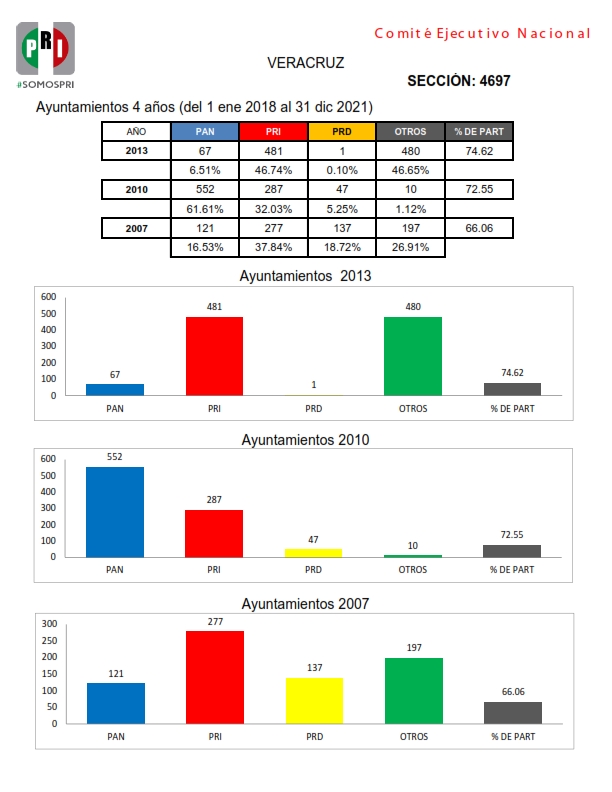 Comité Ejecutivo Nacional
PRI
#SOMOSPRI
VERACRUZ
SECCIÓN: 4697
Ayuntamientos 4 años (del 1 ene 2018 al 31 dic 2021)
AÑO PAN PRI PRD OTROS % DE PART
2013 67 481 1 480 74.62
6.51% 46.74% 0.10% 46.65%
2010 552 287 47 10 72.55
61.61% 32.03% 5.25% 1.12%
2007 121 277 137 197 66.06
16.53% 37.84% 18.72% 26.91%
Ayuntamientos 2013
600
500
400
300
200
100
0
67 481 1 480 74.62
PAN PRI PRD OTROS % DE PART
Ayuntamientos 2010
600
500
400
300
200
100
0
552 287 47 10 72.55
PAN PRI PRD OTROS % DE PART
Ayuntamientos 2007
300
250
200
150
100
50
0
121 277 137 197 66.06
PAN PRI PRD OTROS % DE PART